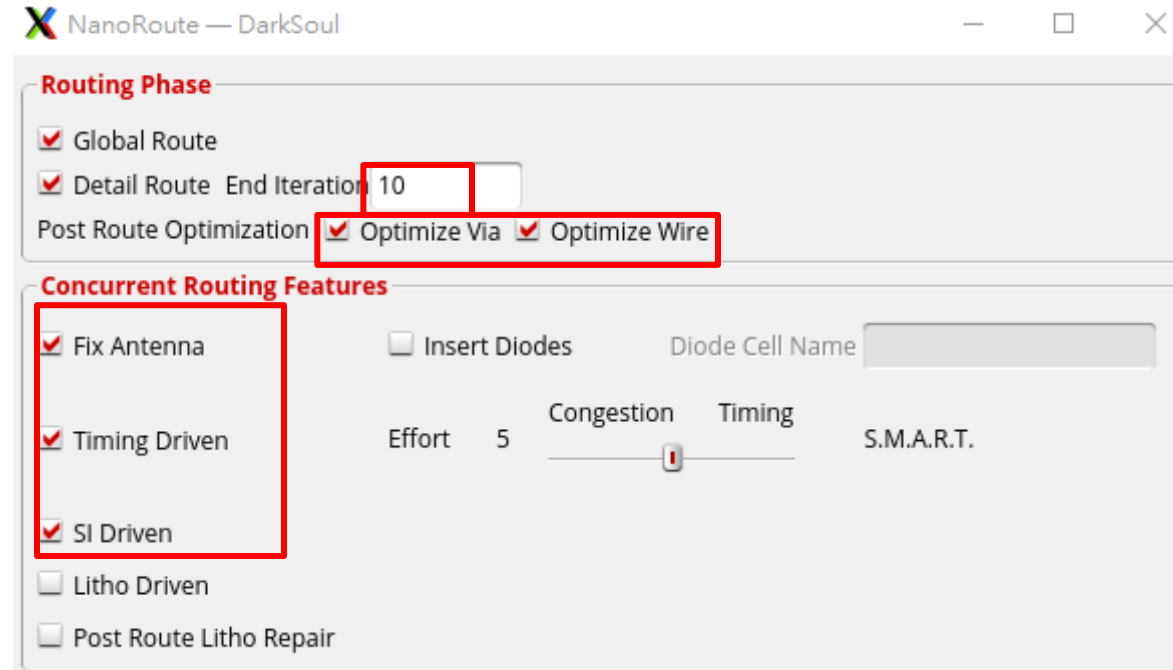 NanoRoute — DarkSoul
Routing Phase
Global Route
Detail Route End Iteration 10
Post Route Optimization Optimize Via Optimize Wire
Concurrent Routing Features
Fix Antenna Insert Diodes Diode Cell Name
Congestion Timing
Timing Driven Effort 5 S.M.A.R.T.
SI Driven
Litho Driven
Post Route Litho Repair